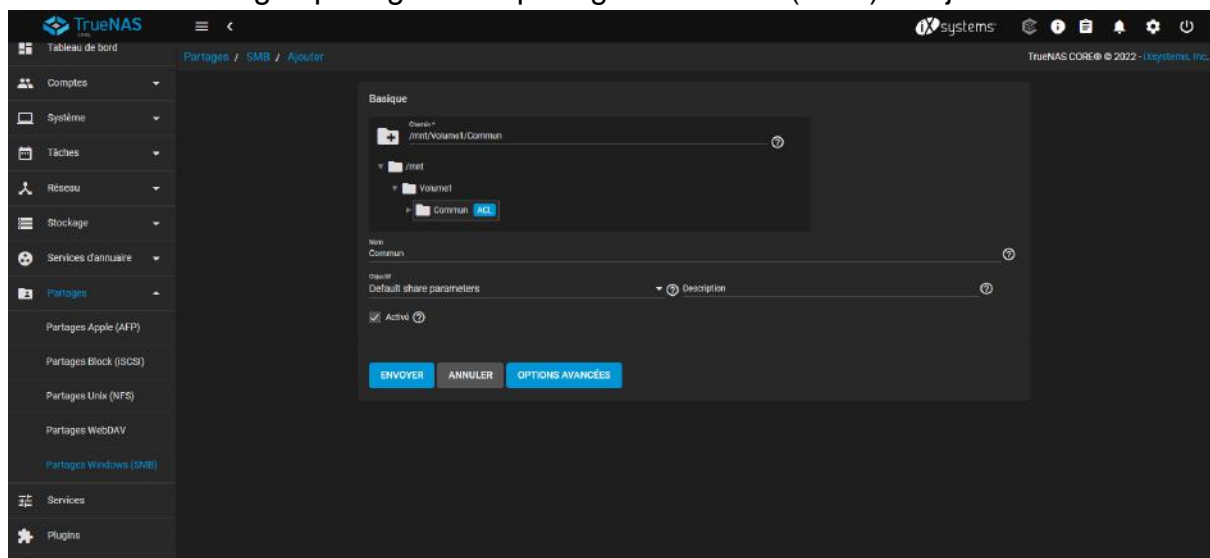 TrueNAS
CORE
systems
Tableau de bord
Partages / SMB / Ajouter
TrueNAS CORE® © 2022 - iXsystems, Inc.
Comptes
Système
Tâches
Réseau
Stockage
Services d'annuaire
Partages
Partages Apple (AFP)
Partages Block (iSCSI)
Partages Unix (NFS)
Partages WebDAV
Partages Windows (SMB)
Services
Plugins
Basique
Chemin *
/mnt/Volume1/Commun
/mnt
Volume1
Commun ACL
Nom
Commun
Objectif
Default share parameters
Description
Activé
ENVOYER ANNULER OPTIONS AVANCÉES